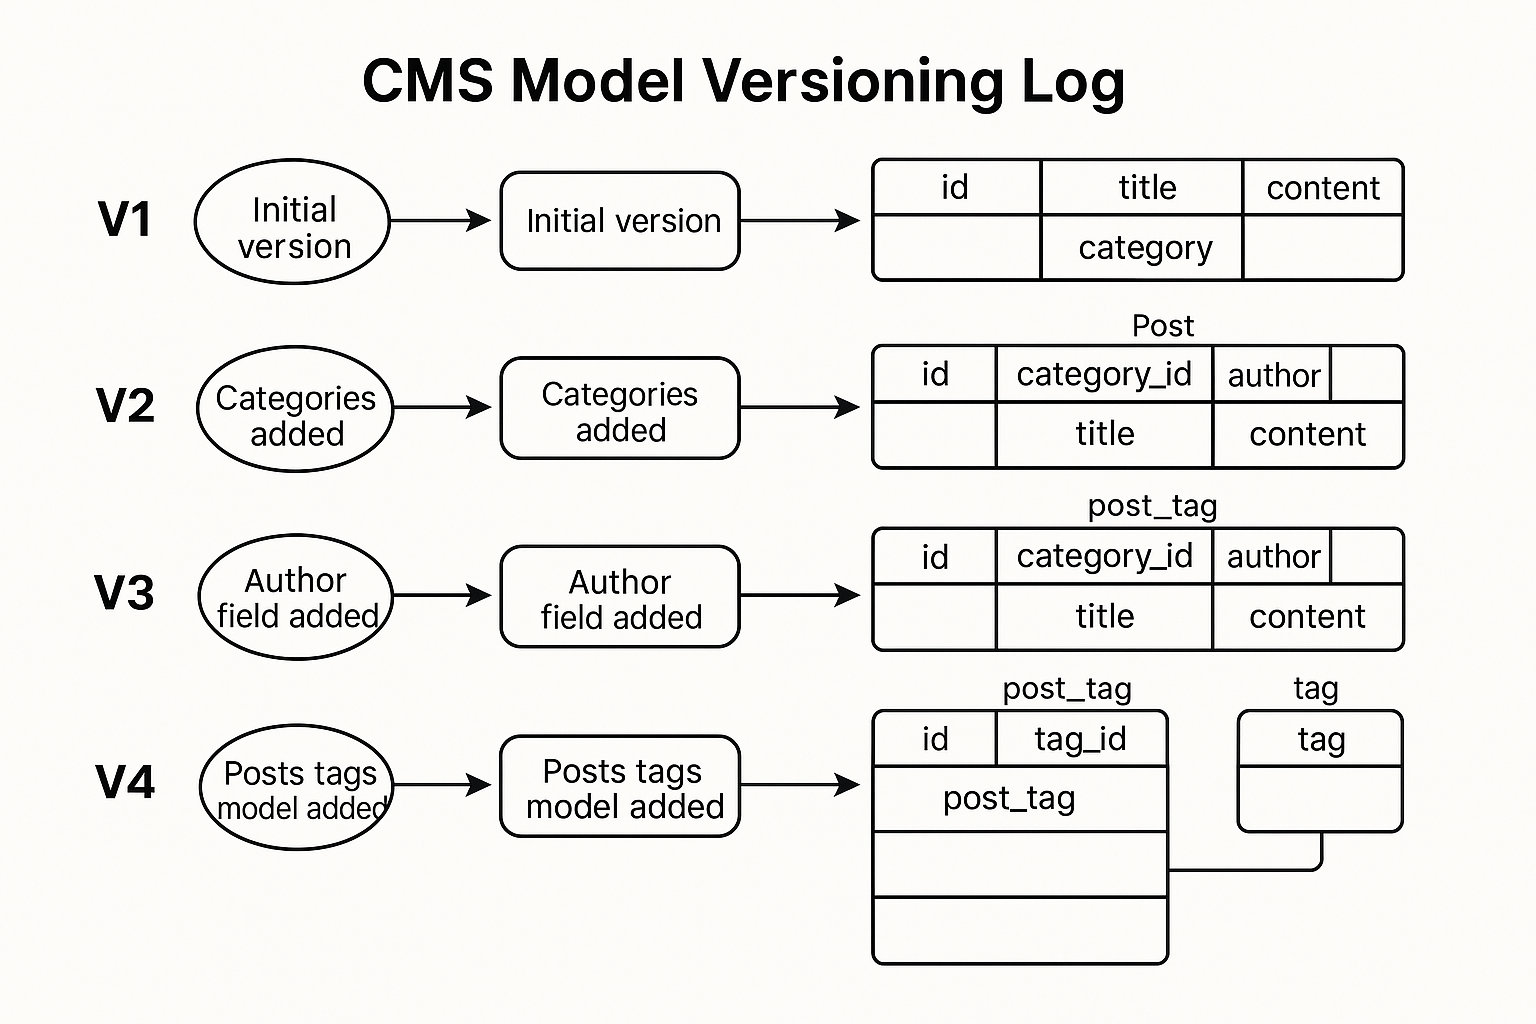 CMS Model Versioning Log
V1
Initial
version
Initial version
id
title
content
category
V2
Categories
added
Categories
added
Post
id
category_id
author
title
content
V3
Author
field added
Author
field added
post_tag
id
category_id
author
title
content
V4
Posts tags
model added
Posts tags
model added
post_tag
id
tag_id
post_tag
tag
tag